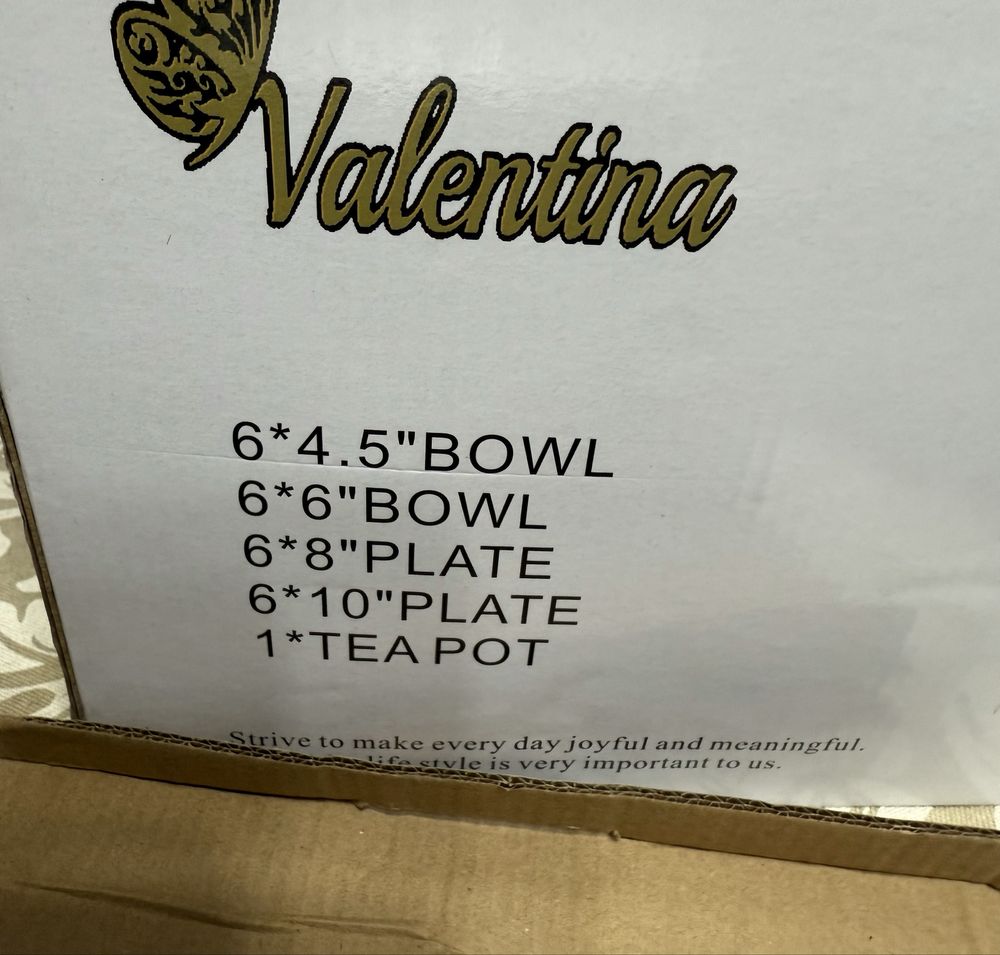 Valentina
6*4.5"BOWL
6*6"BOWL
6*8"PLATE
6*10"PLATE
1*TEA POT
Strive to make every day joyful and meaningful.
life style is very important to us.